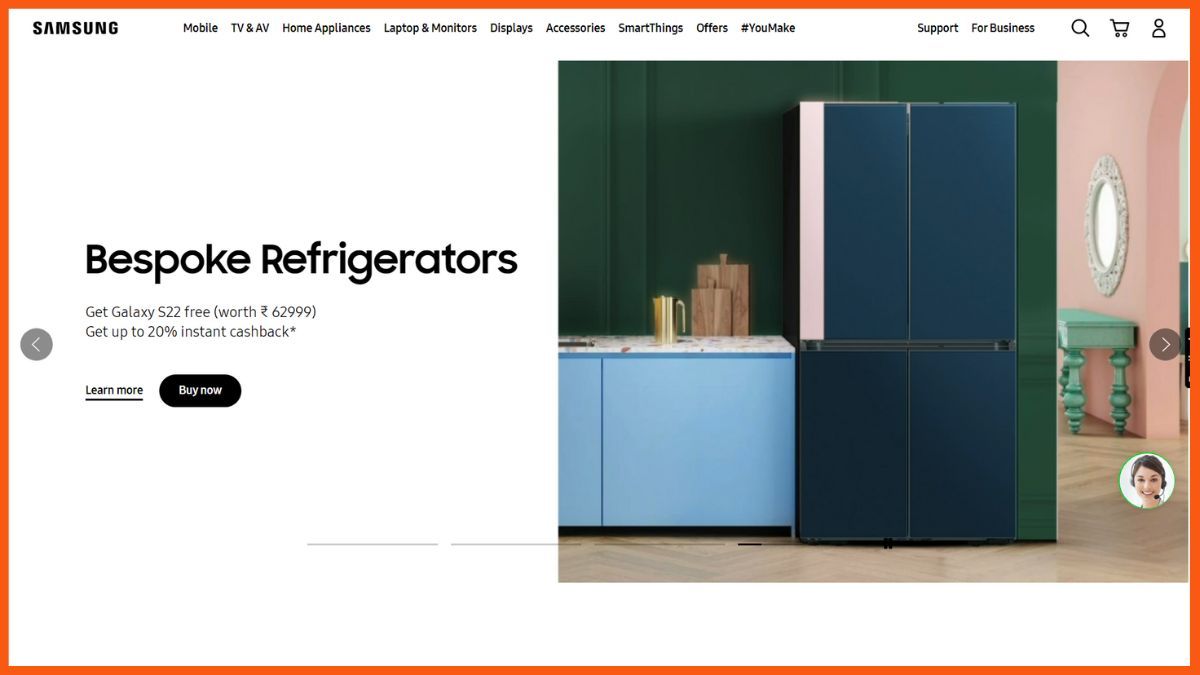 SAMSUNG
Mobile TV & AV Home Appliances Laptop & Monitors Displays Accessories SmartThings Offers #YouMake Support For Business
Bespoke Refrigerators
Get Galaxy S22 free (worth ₹ 62999)
Get up to 20% instant cashback*
Learn more Buy now